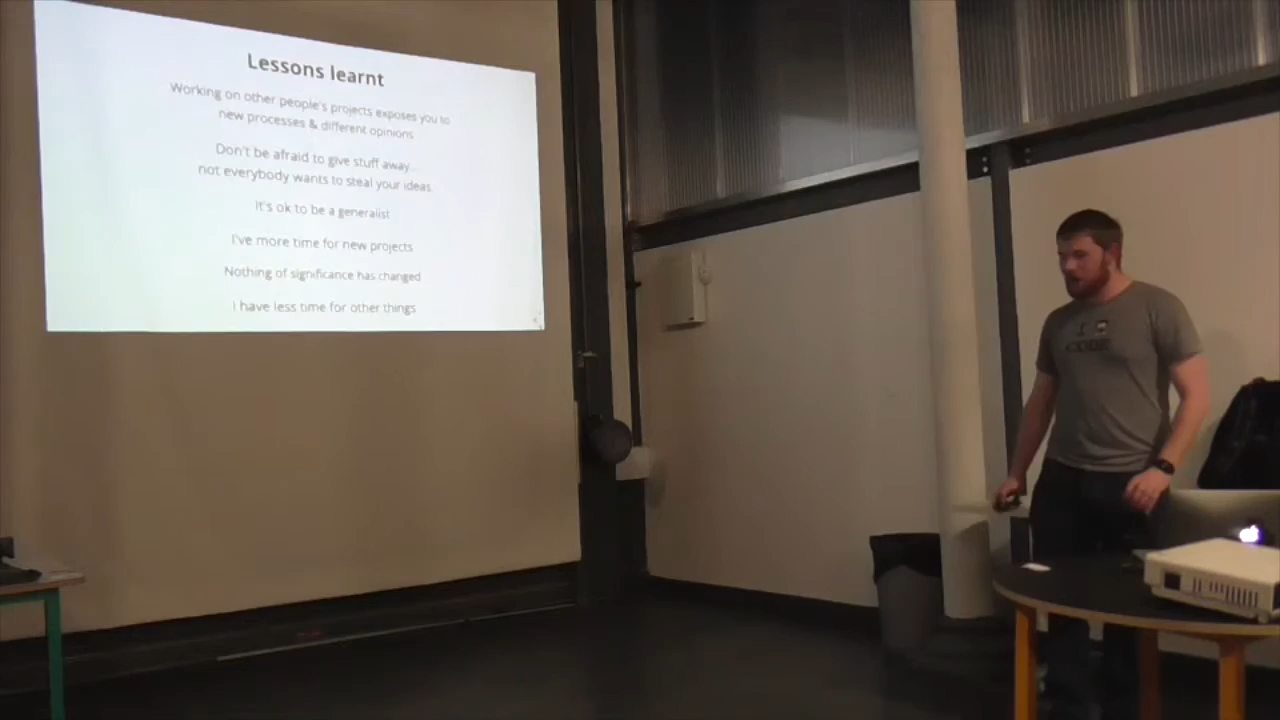 Lessons learnt
Working on other people's projects exposes you to
new processes & different opinions
Don't be afraid to give stuff away...
not everybody wants to steal your ideas
It's ok to be a generalist
I've more time for new projects
Nothing of significance has changed
I have less time for other things
I
CODE